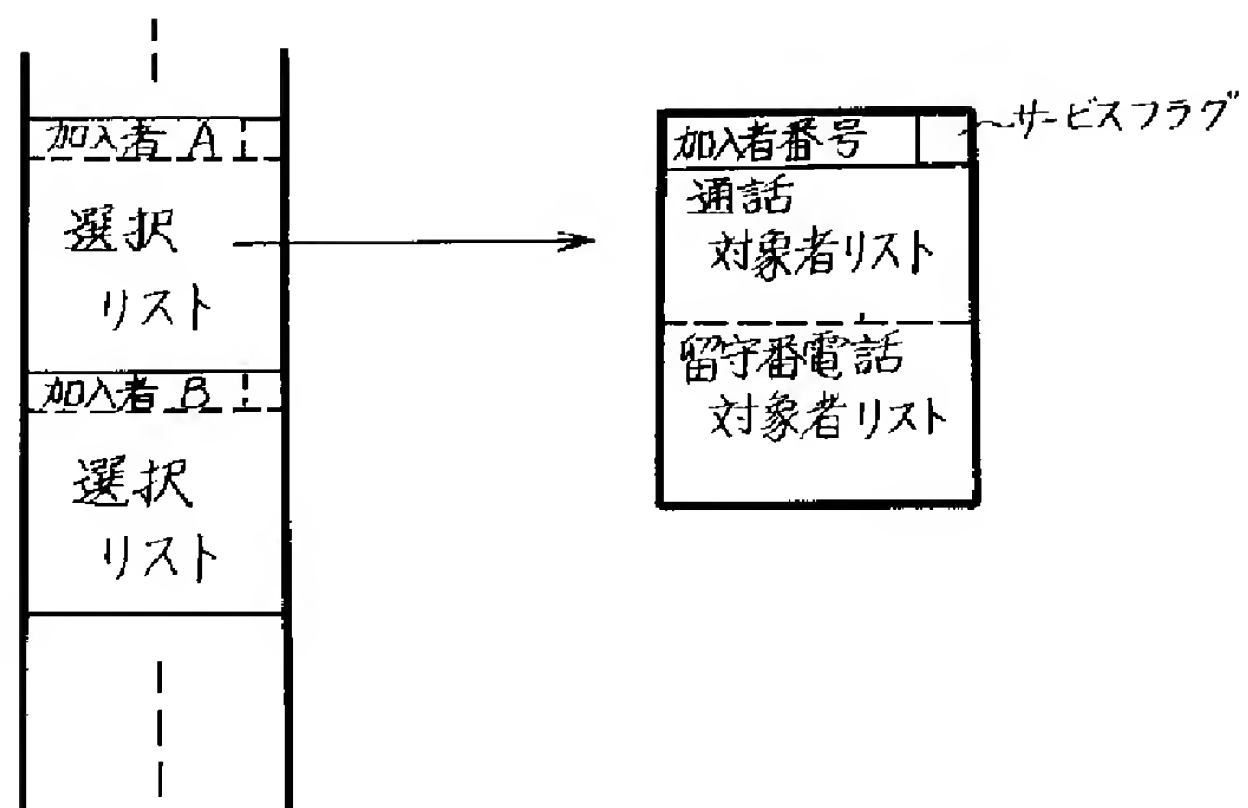 加入者 A
選択
リスト
加入者 B
選択
リスト
加入者番号
サービスフラグ
通話
対象者リスト
留守番電話
対象者リスト